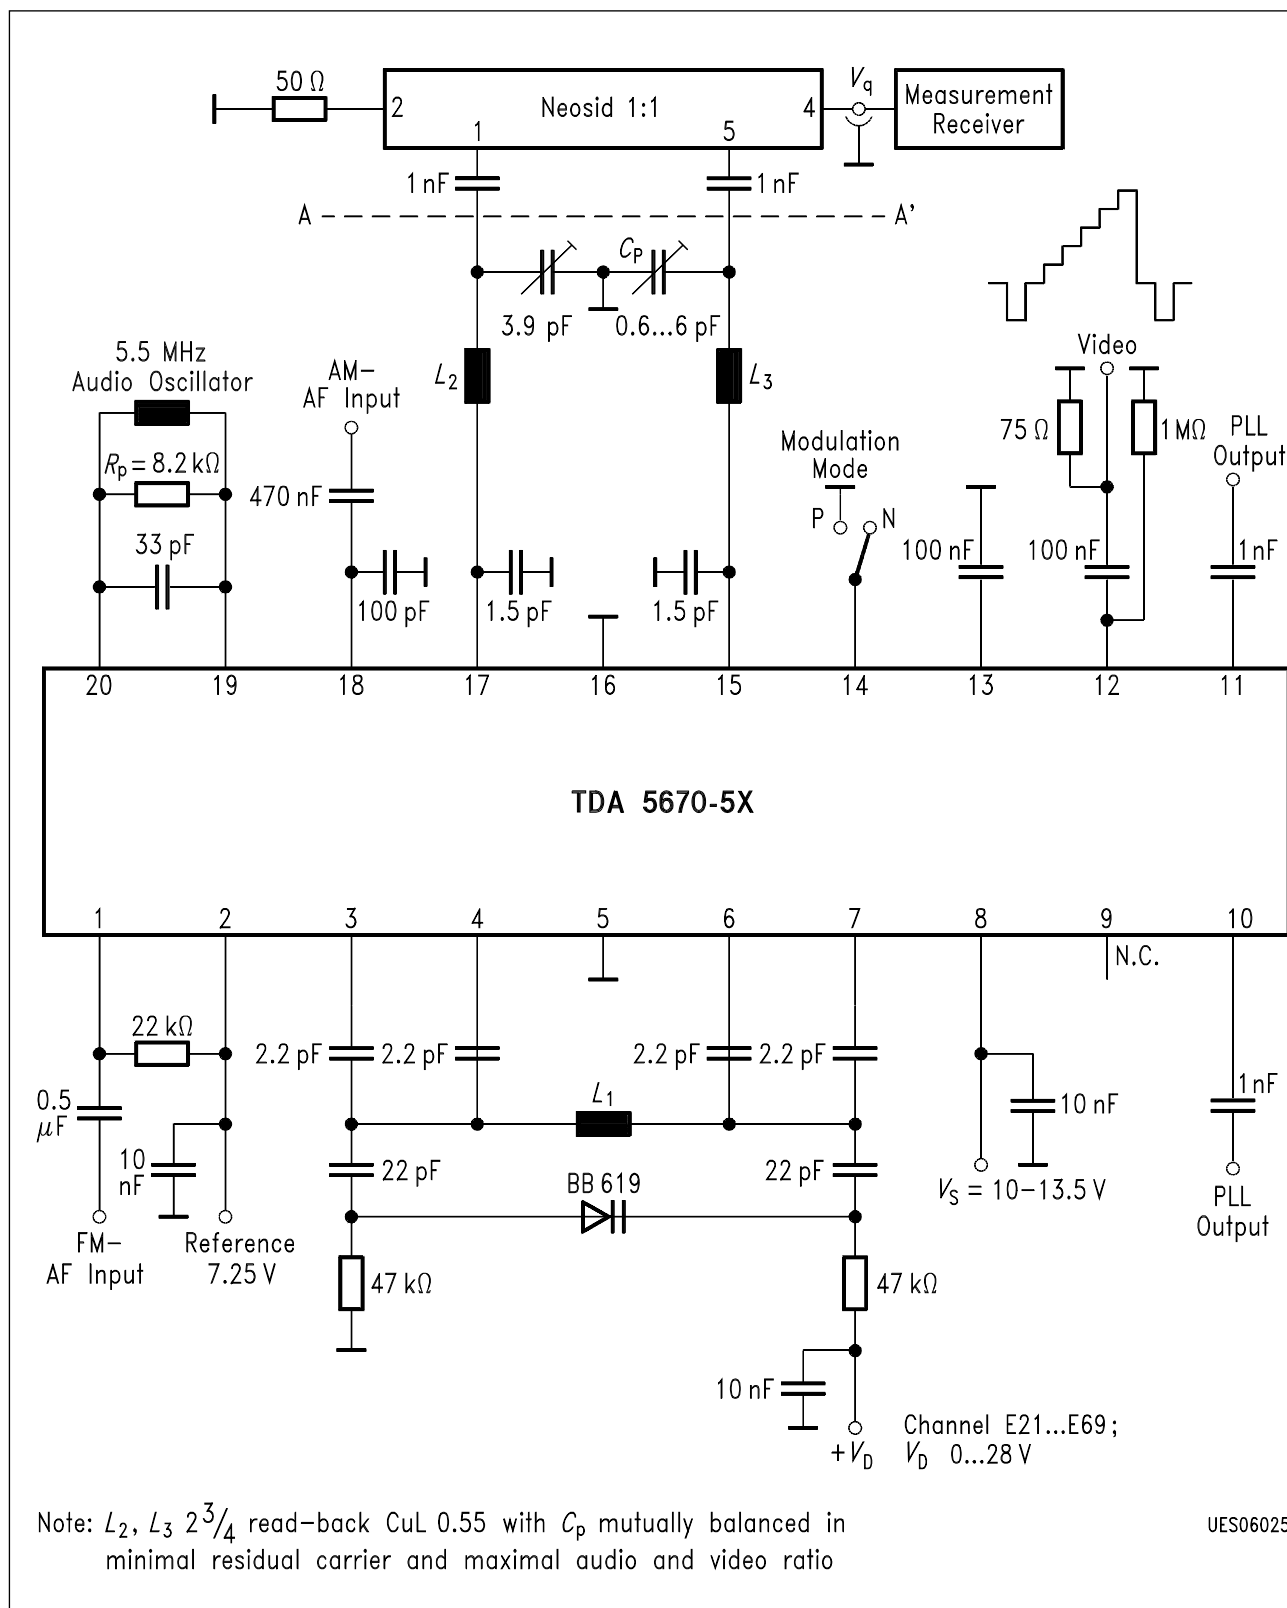 50 Ω
2
Neosid 1:1
4
1
5
Vq
Measurement
Receiver
1 nF
1 nF
A
A'
CP
3.9 pF
0.6...6 pF
5.5 MHz
Audio Oscillator
AM-
AF Input
L2
L3
Video
Rp = 8.2 kΩ
470 nF
Modulation
Mode
P
N
75 Ω
1 MΩ
PLL
Output
33 pF
100 pF
1.5 pF
1.5 pF
100 nF
100 nF
1 nF
20
19
18
17
16
15
14
13
12
11
TDA 5670-5X
1
2
3
4
5
6
7
8
9
10
N.C.
22 kΩ
2.2 pF
2.2 pF
2.2 pF
2.2 pF
0.5
μF
10
nF
L1
10 nF
1 nF
22 pF
22 pF
BB 619
VS = 10–13.5 V
PLL
Output
FM-
AF Input
Reference
7.25 V
47 kΩ
47 kΩ
10 nF
+VD
Channel E21...E69;
VD 0...28 V
Note: L2, L3 2 3/4 read-back CuL 0.55 with Cp mutually balanced in
minimal residual carrier and maximal audio and video ratio
UES06025